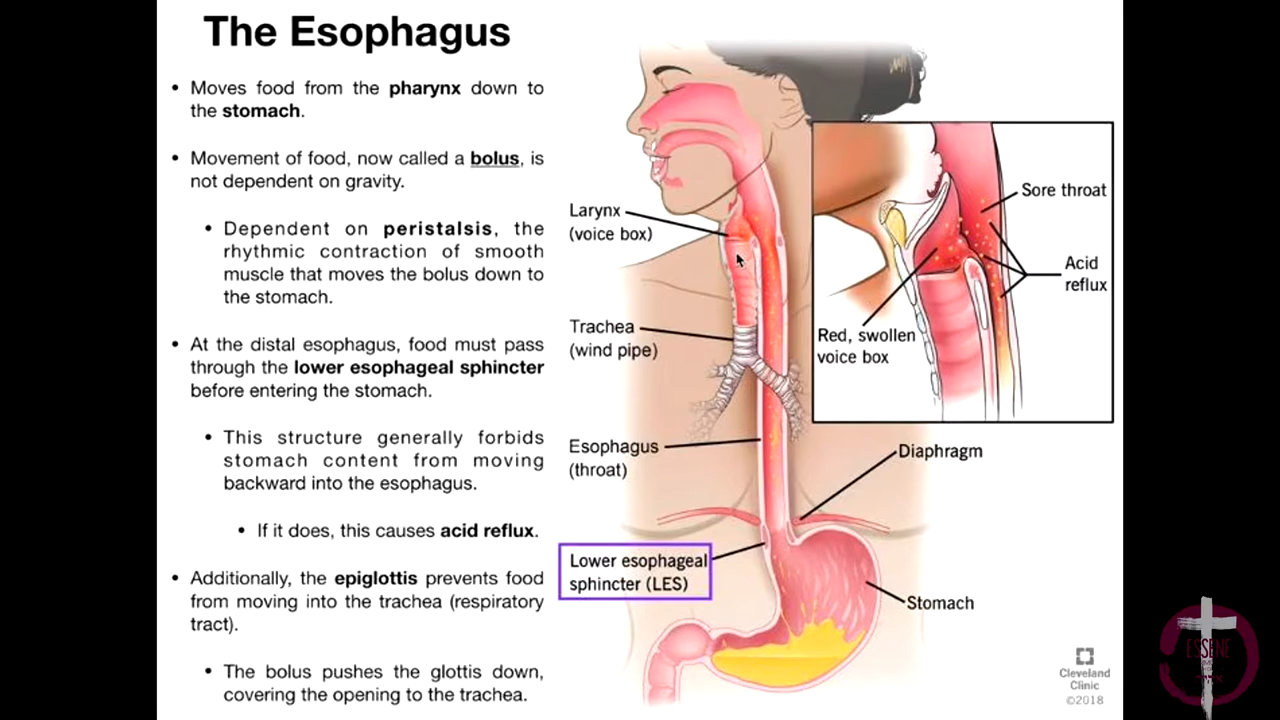 The Esophagus
• Moves food from the pharynx down to
the stomach.
• Movement of food, now called a bolus, is
not dependent on gravity.
• Dependent on peristalsis, the
rhythmic contraction of smooth
muscle that moves the bolus down to
the stomach.
• At the distal esophagus, food must pass
through the lower esophageal sphincter
before entering the stomach.
• This structure generally forbids
stomach content from moving
backward into the esophagus.
• If it does, this causes acid reflux.
• Additionally, the epiglottis prevents food
from moving into the trachea (respiratory
tract).
• The bolus pushes the glottis down,
covering the opening to the trachea.
Larynx
(voice box)
Trachea
(wind pipe)
Esophagus
(throat)
Lower esophageal
sphincter (LES)
Diaphragm
Stomach
Sore throat
Acid
reflux
Red, swollen
voice box
Cleveland
Clinic
©2018
ESSENE